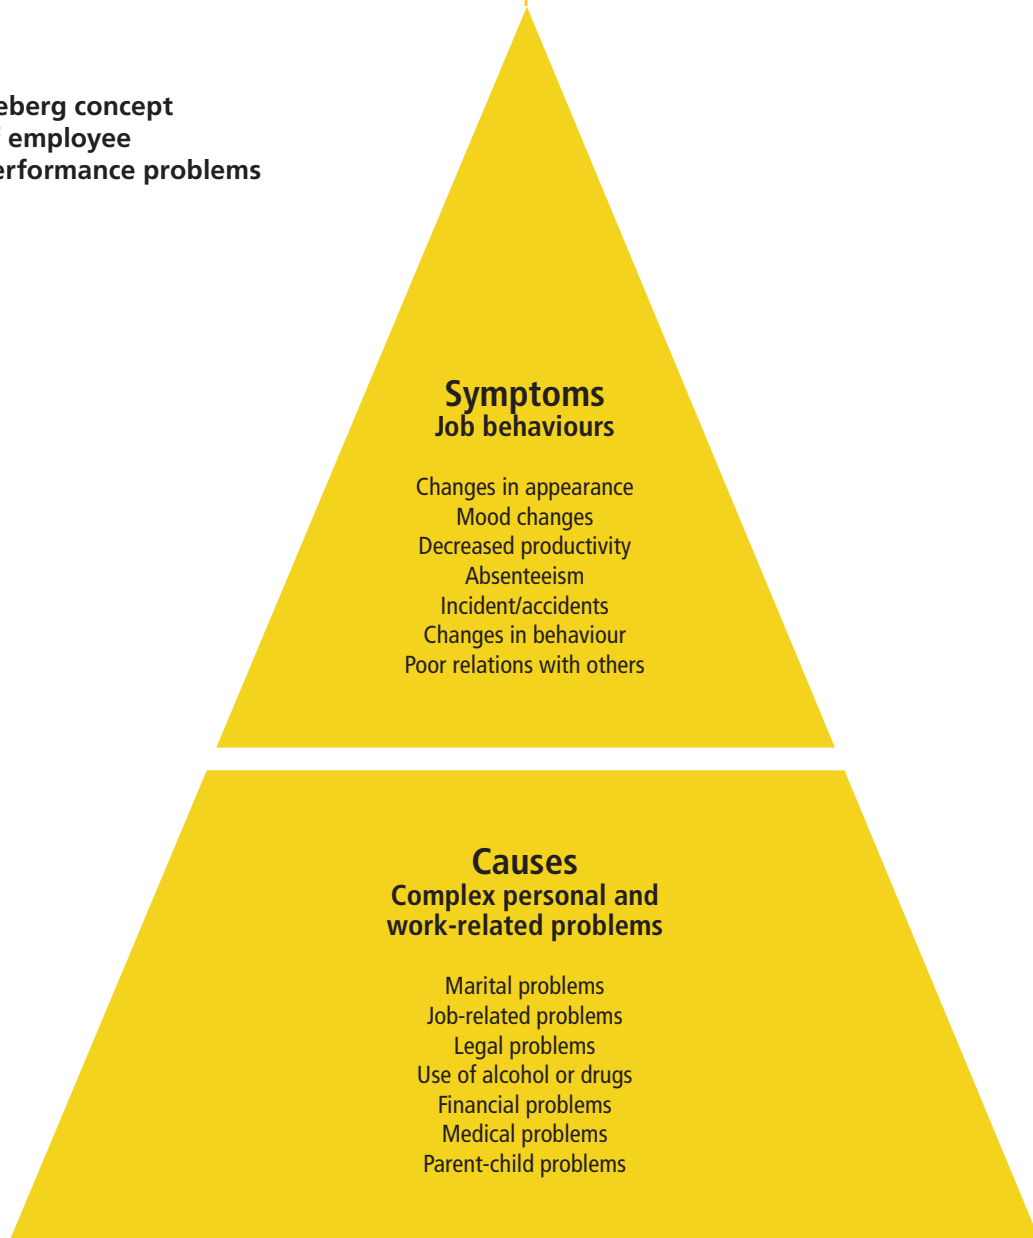 eberg concept
employee
erformance problems
Symptoms
Job behaviours
Changes in appearance
Mood changes
Decreased productivity
Absenteeism
Incident/accidents
Changes in behaviour
Poor relations with others
Causes
Complex personal and
work-related problems
Marital problems
Job-related problems
Legal problems
Use of alcohol or drugs
Financial problems
Medical problems
Parent-child problems